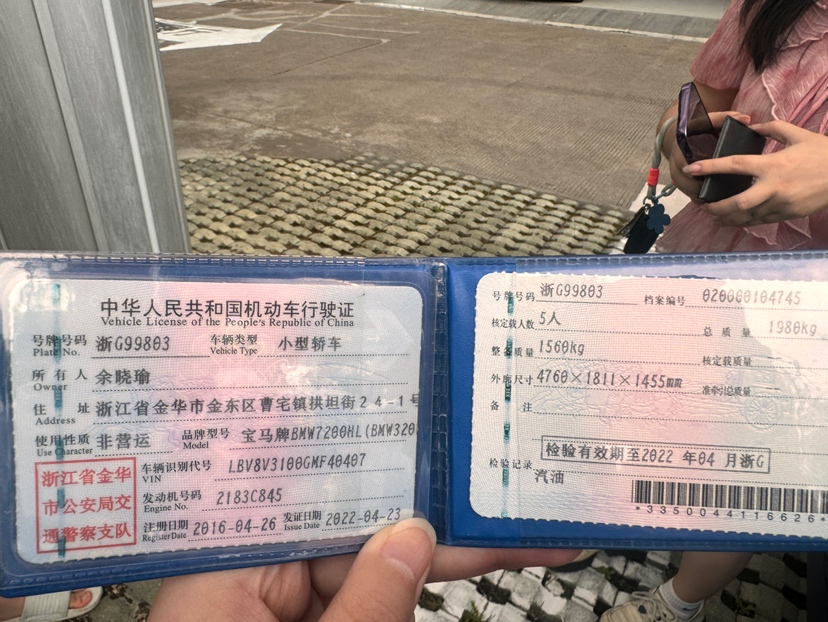 中华人民共和国机动车行驶证
Vehicle License of the People's Republic of China
号牌号码 浙G99803 车辆类型 小型轿车
Plate No. Vehicle Type
所有人 余晓瑜
Owner
住址 浙江省金华市金东区曹宅镇拱坦街24-1号
Address
使用性质 非营运 品牌型号 宝马牌BMW7200HL(BMW320
Use Character Model
浙江省金华
市公安局交
通警察支队
车辆识别代号 LBV8V3100GMF40407
VIN
发动机号码 2183C845
Engine No.
注册日期 2016-04-26 发证日期 2022-04-23
Register Date Issue Date
号牌号码 浙G99803 档案编号 020000104745
核定载人数 5人 总质量 1980kg
整备质量 1560kg 核定载质量
外廓尺寸 4760×1811×1455 准牵引总质量
备注
检验有效期至2022年04月浙G
检验记录
汽油
*3350044116626*